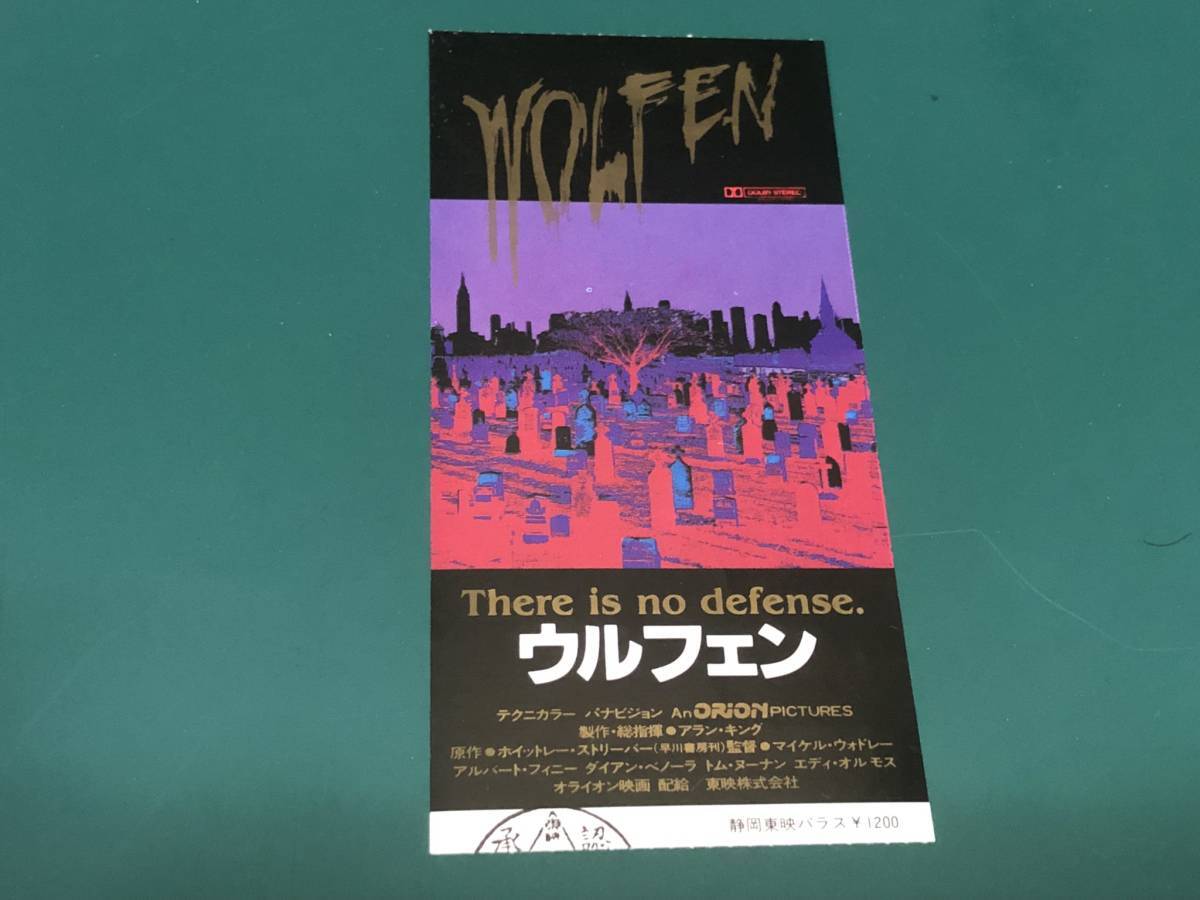 WOLFEN
DOLBY STEREO
There is no defense.
ウルフェン
テクニカラー パナビジョン An ORION PICTURES
製作・総指揮●アラン・キング
原作●ホイットレー・ストリーバー(早川書房刊)監督●マイケル・ウォドレー
アルバート・フィニー ダイアン・ベノーラ トム・ヌーナン エディ・オルモス
オライオン映画 配給/東映株式会社
静岡東映パラス¥1200
承 認